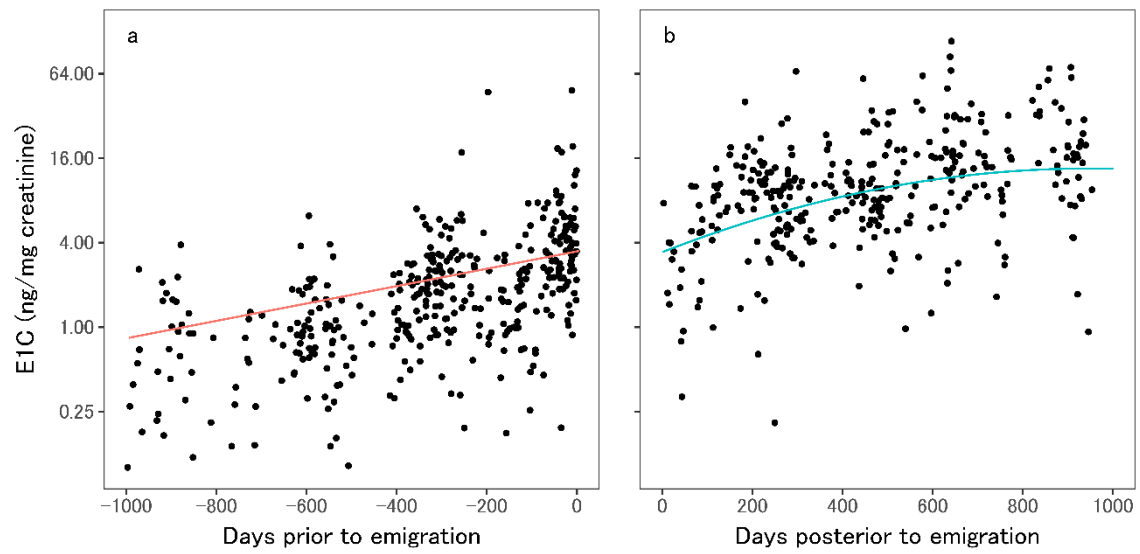 a
b
64.00
16.00
4.00
1.00
0.25
E1C (ng/mg creatinine)
−1000 −800 −600 −400 −200 0
0 200 400 600 800 1000
Days prior to emigration
Days posterior to emigration